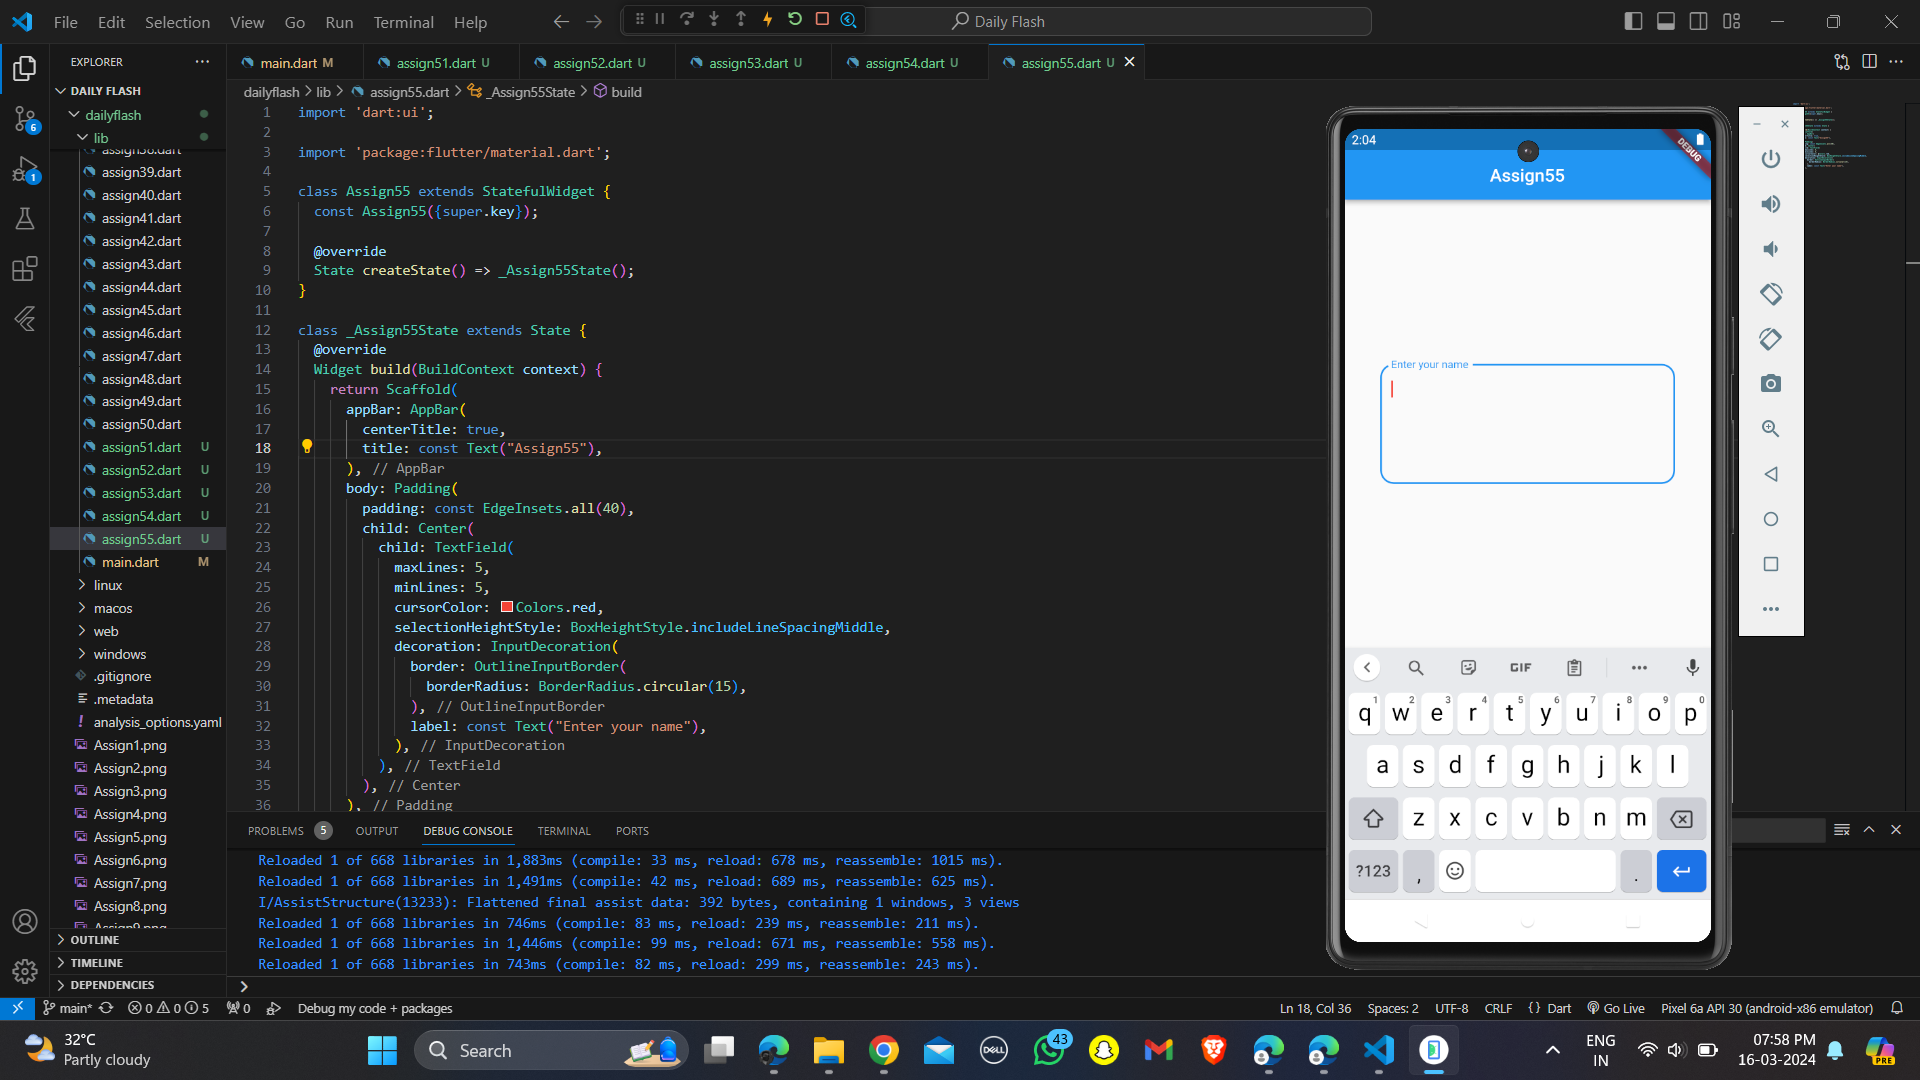 File Edit Selection View Go Run Terminal Help
Daily Flash
EXPLORER
DAILY FLASH
dailyflash
lib
assign39.dart
assign40.dart
assign41.dart
assign42.dart
assign43.dart
assign44.dart
assign45.dart
assign46.dart
assign47.dart
assign48.dart
assign49.dart
assign50.dart
assign51.dart U
assign52.dart U
assign53.dart U
assign54.dart U
assign55.dart U
main.dart M
linux
macos
web
windows
.gitignore
.metadata
analysis_options.yaml
Assign1.png
Assign2.png
Assign3.png
Assign4.png
Assign5.png
Assign6.png
Assign7.png
Assign8.png
OUTLINE
TIMELINE
DEPENDENCIES
6
1
main.dart M assign51.dart U assign52.dart U assign53.dart U assign54.dart U assign55.dart U
dailyflash > lib > assign55.dart > _Assign55State > build
1 import 'dart:ui';
2
3 import 'package:flutter/material.dart';
4
5 class Assign55 extends StatefulWidget {
6 const Assign55({super.key});
7
8 @override
9 State createState() => _Assign55State();
10 }
11
12 class _Assign55State extends State {
13 @override
14 Widget build(BuildContext context) {
15 return Scaffold(
16 appBar: AppBar(
17 centerTitle: true,
18 title: const Text("Assign55"),
19 ), // AppBar
20 body: Padding(
21 padding: const EdgeInsets.all(40),
22 child: Center(
23 child: TextField(
24 maxLines: 5,
25 minLines: 5,
26 cursorColor: Colors.red,
27 selectionHeightStyle: BoxHeightStyle.includeLineSpacingMiddle,
28 decoration: InputDecoration(
29 border: OutlineInputBorder(
30 borderRadius: BorderRadius.circular(15),
31 ), // OutlineInputBorder
32 label: const Text("Enter your name"),
33 ), // InputDecoration
34 ), // TextField
35 ), // Center
36 ), // Padding
PROBLEMS 5 OUTPUT DEBUG CONSOLE TERMINAL PORTS
Reloaded 1 of 668 libraries in 1,883ms (compile: 33 ms, reload: 678 ms, reassemble: 1015 ms).
Reloaded 1 of 668 libraries in 1,491ms (compile: 42 ms, reload: 689 ms, reassemble: 625 ms).
I/AssistStructure(13233): Flattened final assist data: 392 bytes, containing 1 windows, 3 views
Reloaded 1 of 668 libraries in 746ms (compile: 83 ms, reload: 239 ms, reassemble: 211 ms).
Reloaded 1 of 668 libraries in 1,446ms (compile: 99 ms, reload: 671 ms, reassemble: 558 ms).
Reloaded 1 of 668 libraries in 743ms (compile: 82 ms, reload: 299 ms, reassemble: 243 ms).
2:04
DEBUG
Assign55
Enter your name
GIF
q1 w2 e3 r4 t5 y6 u7 i8 o9 p0
a s d f g h j k l
z x c v b n m
?123 , .
main* 0 0 5 0 Debug my code + packages
Ln 18, Col 36 Spaces: 2 UTF-8 CRLF {} Dart Go Live Pixel 6a API 30 (android-x86 emulator)
32°C
Partly cloudy
Search
DELL
43
ENG
IN
07:58 PM
16-03-2024
PRE